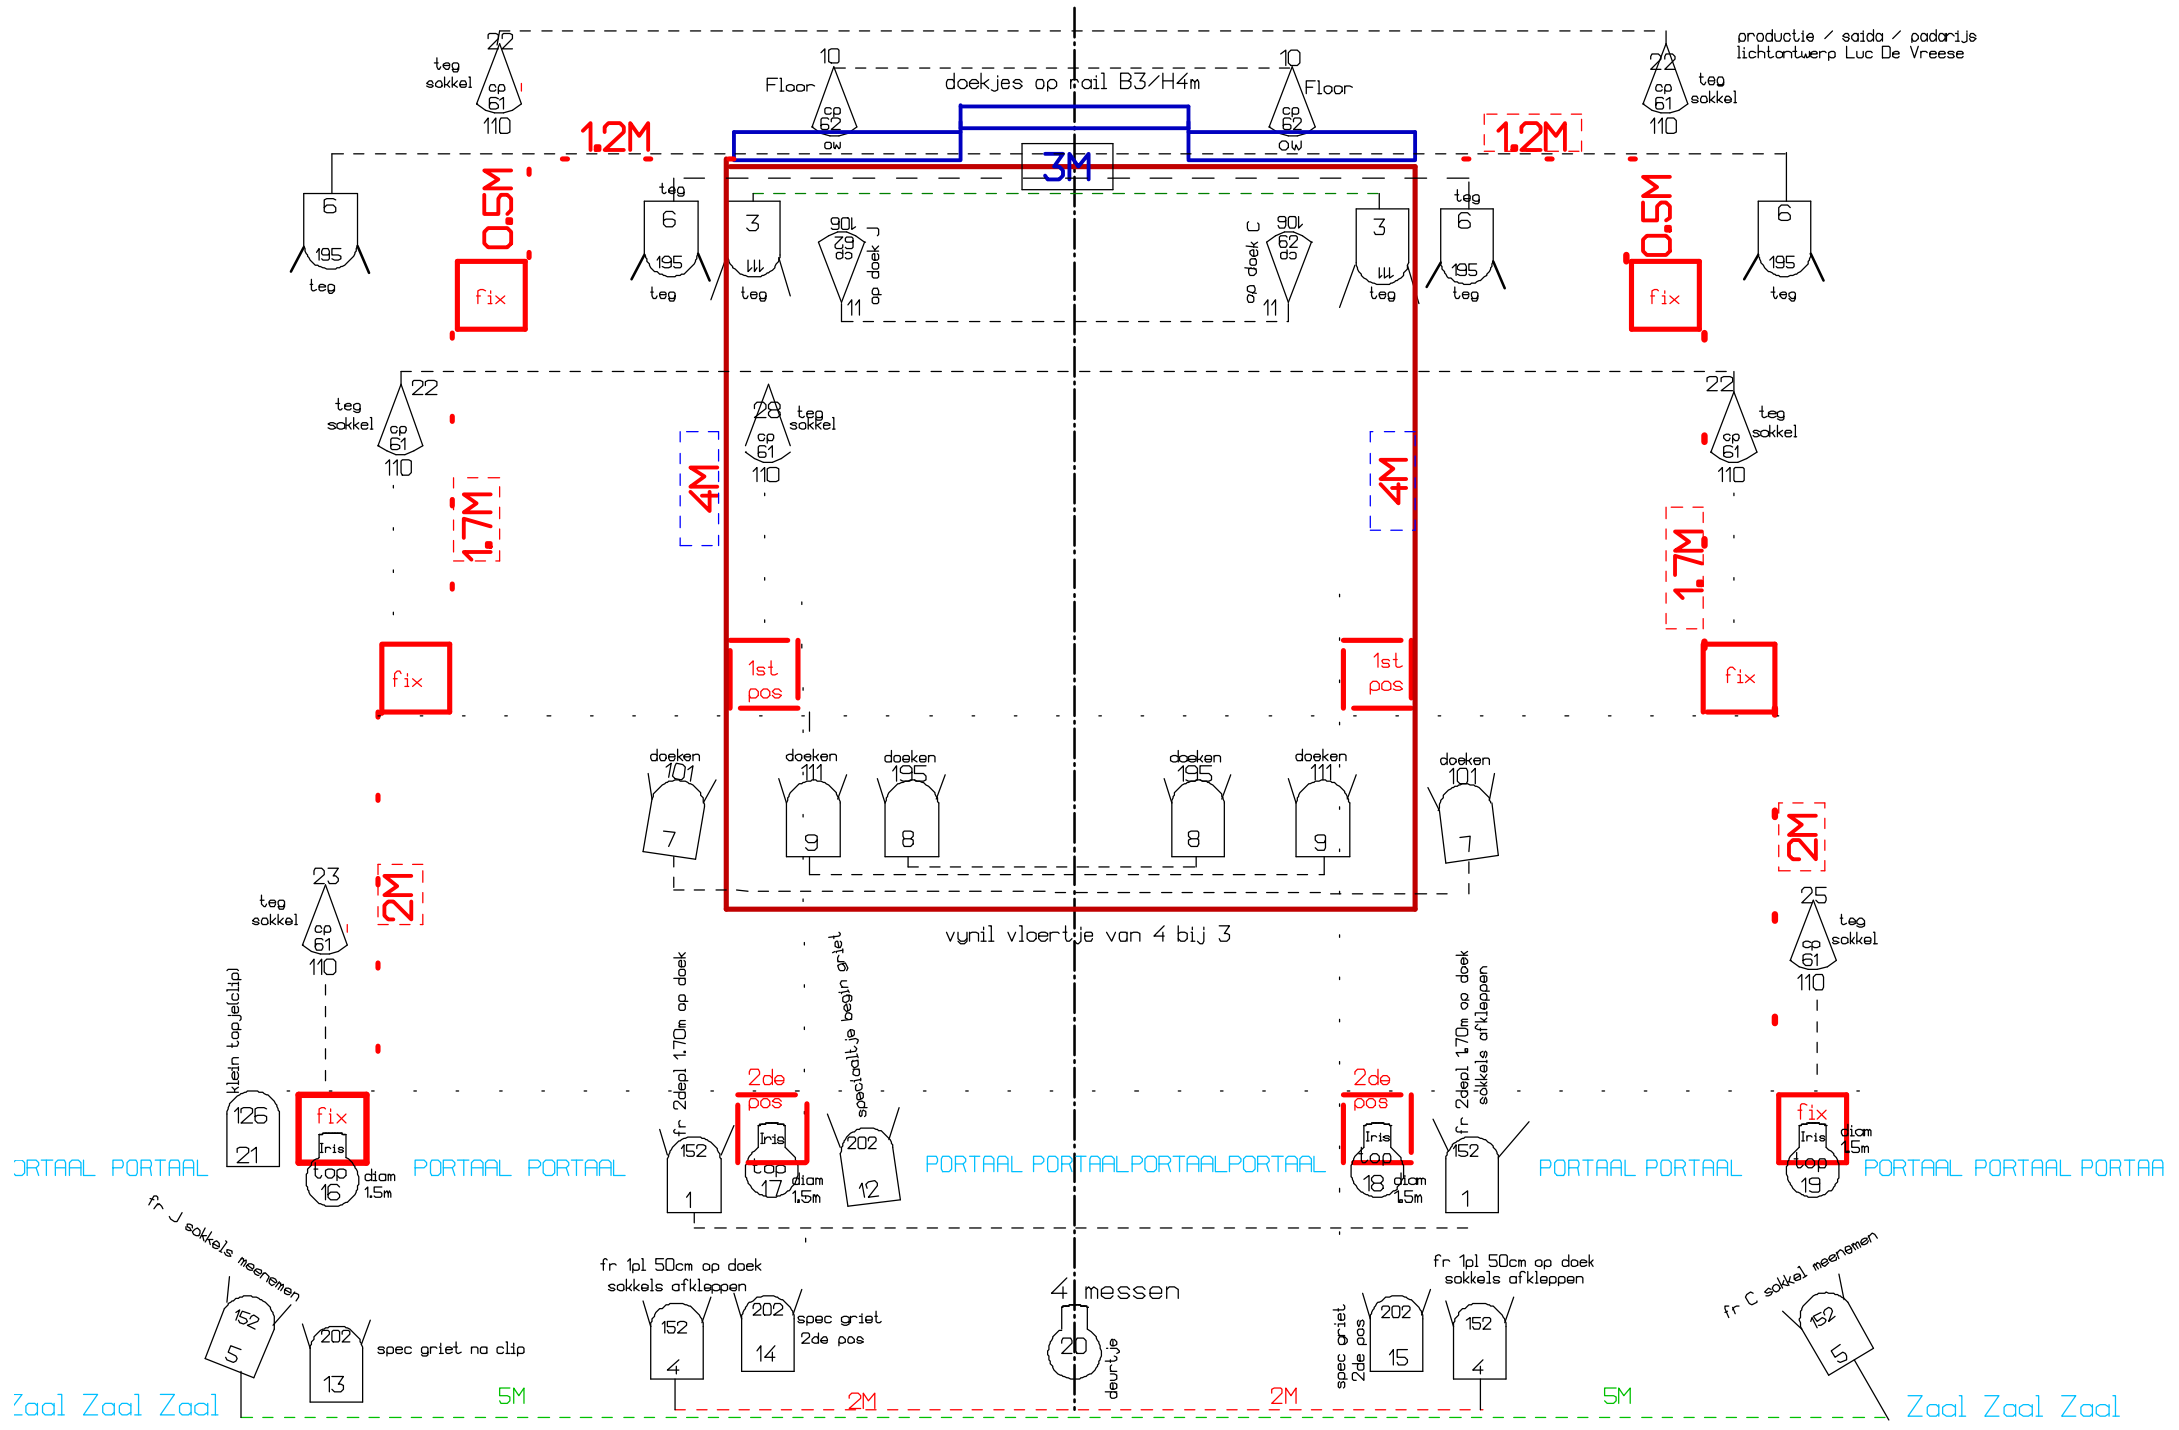 productie / saida / padarijs
lichtontwerp Luc De Vreese
22
teg
sokkel
cp
61
110
10
Floor
cp
62
ow
doekjes op rail B3/H4m
10
Floor
cp
62
ow
22
teg
sokkel
cp
61
110
1.2M
3M
1.2M
6
195
teg
0.5M
fix
teg
6
195
teg
3
111
teg
106
62
cp
11
op doek J
106
62
cp
11
op doek C
3
111
teg
teg
6
195
teg
0.5M
fix
6
195
teg
22
teg
sokkel
cp
61
110
28
teg
sokkel
cp
61
110
22
teg
sokkel
cp
61
110
1.7M
4M
4M
1.7M
fix
1st
pos
1st
pos
fix
doeken
101
7
doeken
111
9
doeken
195
8
doeken
195
8
doeken
111
9
doeken
101
7
2M
2M
23
teg
sokkel
cp
61
110
25
teg
sokkel
cp
61
110
vynil vloertje van 4 bij 3
klein topje(clip)
126
21
fix
Iris
top
16
diam
1.5m
fr 2depl 1.70m op doek
152
1
2de
pos
Iris
top
17
diam
1.5m
speciaaltje begin griet
202
12
2de
pos
Iris
top
18
diam
1.5m
fr 2depl 1.70m op doek
sokkels afkleppen
152
1
fix
Iris
top
19
diam
1.5m
ORTAAL PORTAAL
PORTAAL PORTAAL
PORTAAL PORTAALPORTAALPORTAAL
PORTAAL PORTAAL
PORTAAL PORTAAL PORTAA
fr J sokkels meenemen
152
5
202
13
spec griet na clip
fr 1pl 50cm op doek
sokkels afkleppen
152
4
202
14
spec griet
2de pos
4 messen
20
deurtje
spec griet
2de pos
202
15
fr 1pl 50cm op doek
sokkels afkleppen
152
4
fr C sokkel meenemen
152
5
Zaal Zaal Zaal
5M
2M
2M
5M
Zaal Zaal Zaal